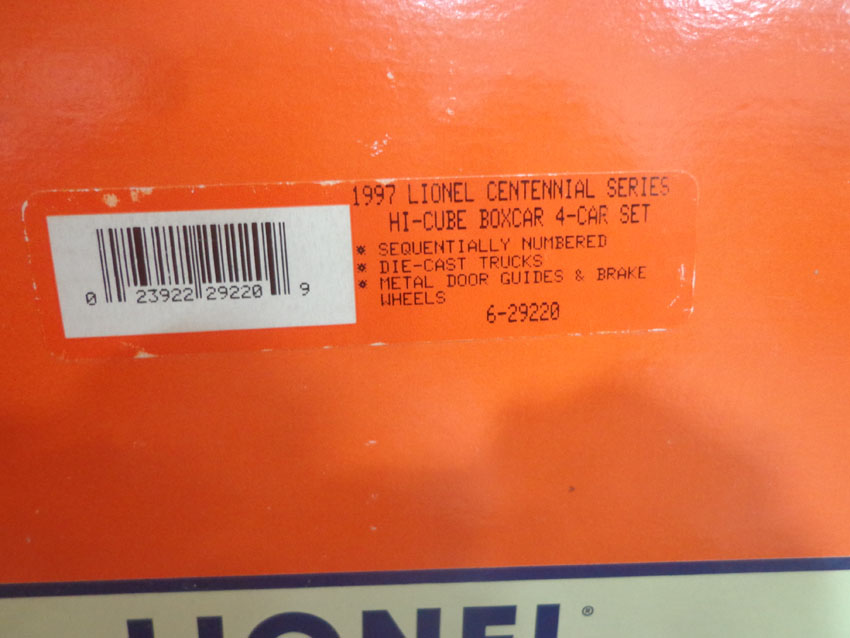 1997 LIONEL CENTENNIAL SERIES
HI-CUBE BOXCAR 4-CAR SET
* SEQUENTIALLY NUMBERED
* DIE-CAST TRUCKS
* METAL DOOR GUIDES & BRAKE
WHEELS
6-29220
0 23922 29220 9
LIONEL®